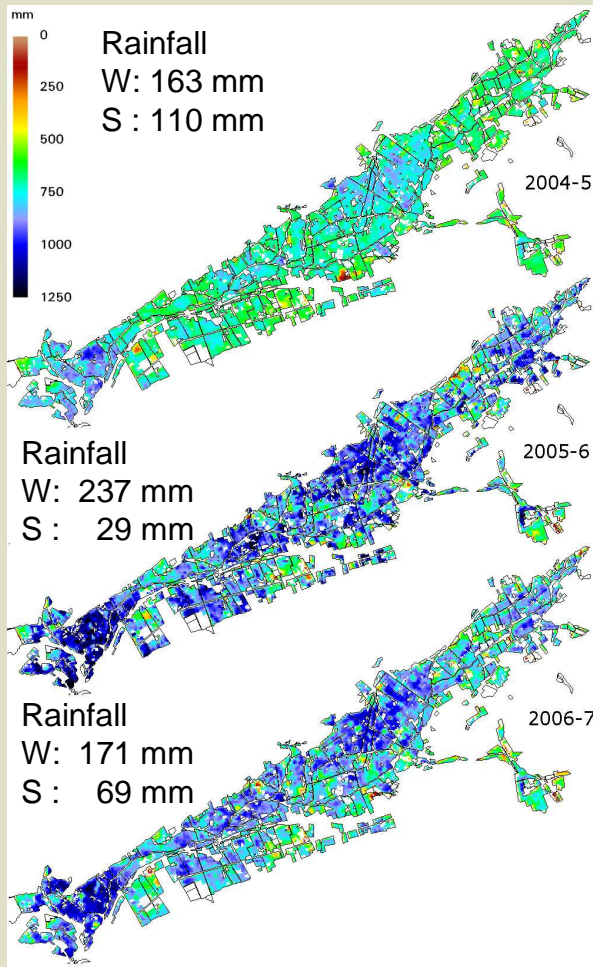 mm
0
250
500
750
1000
1250
Rainfall
W: 163 mm
S : 110 mm
2004-5
Rainfall
W: 237 mm
S : 29 mm
2005-6
Rainfall
W: 171 mm
S : 69 mm
2006-7